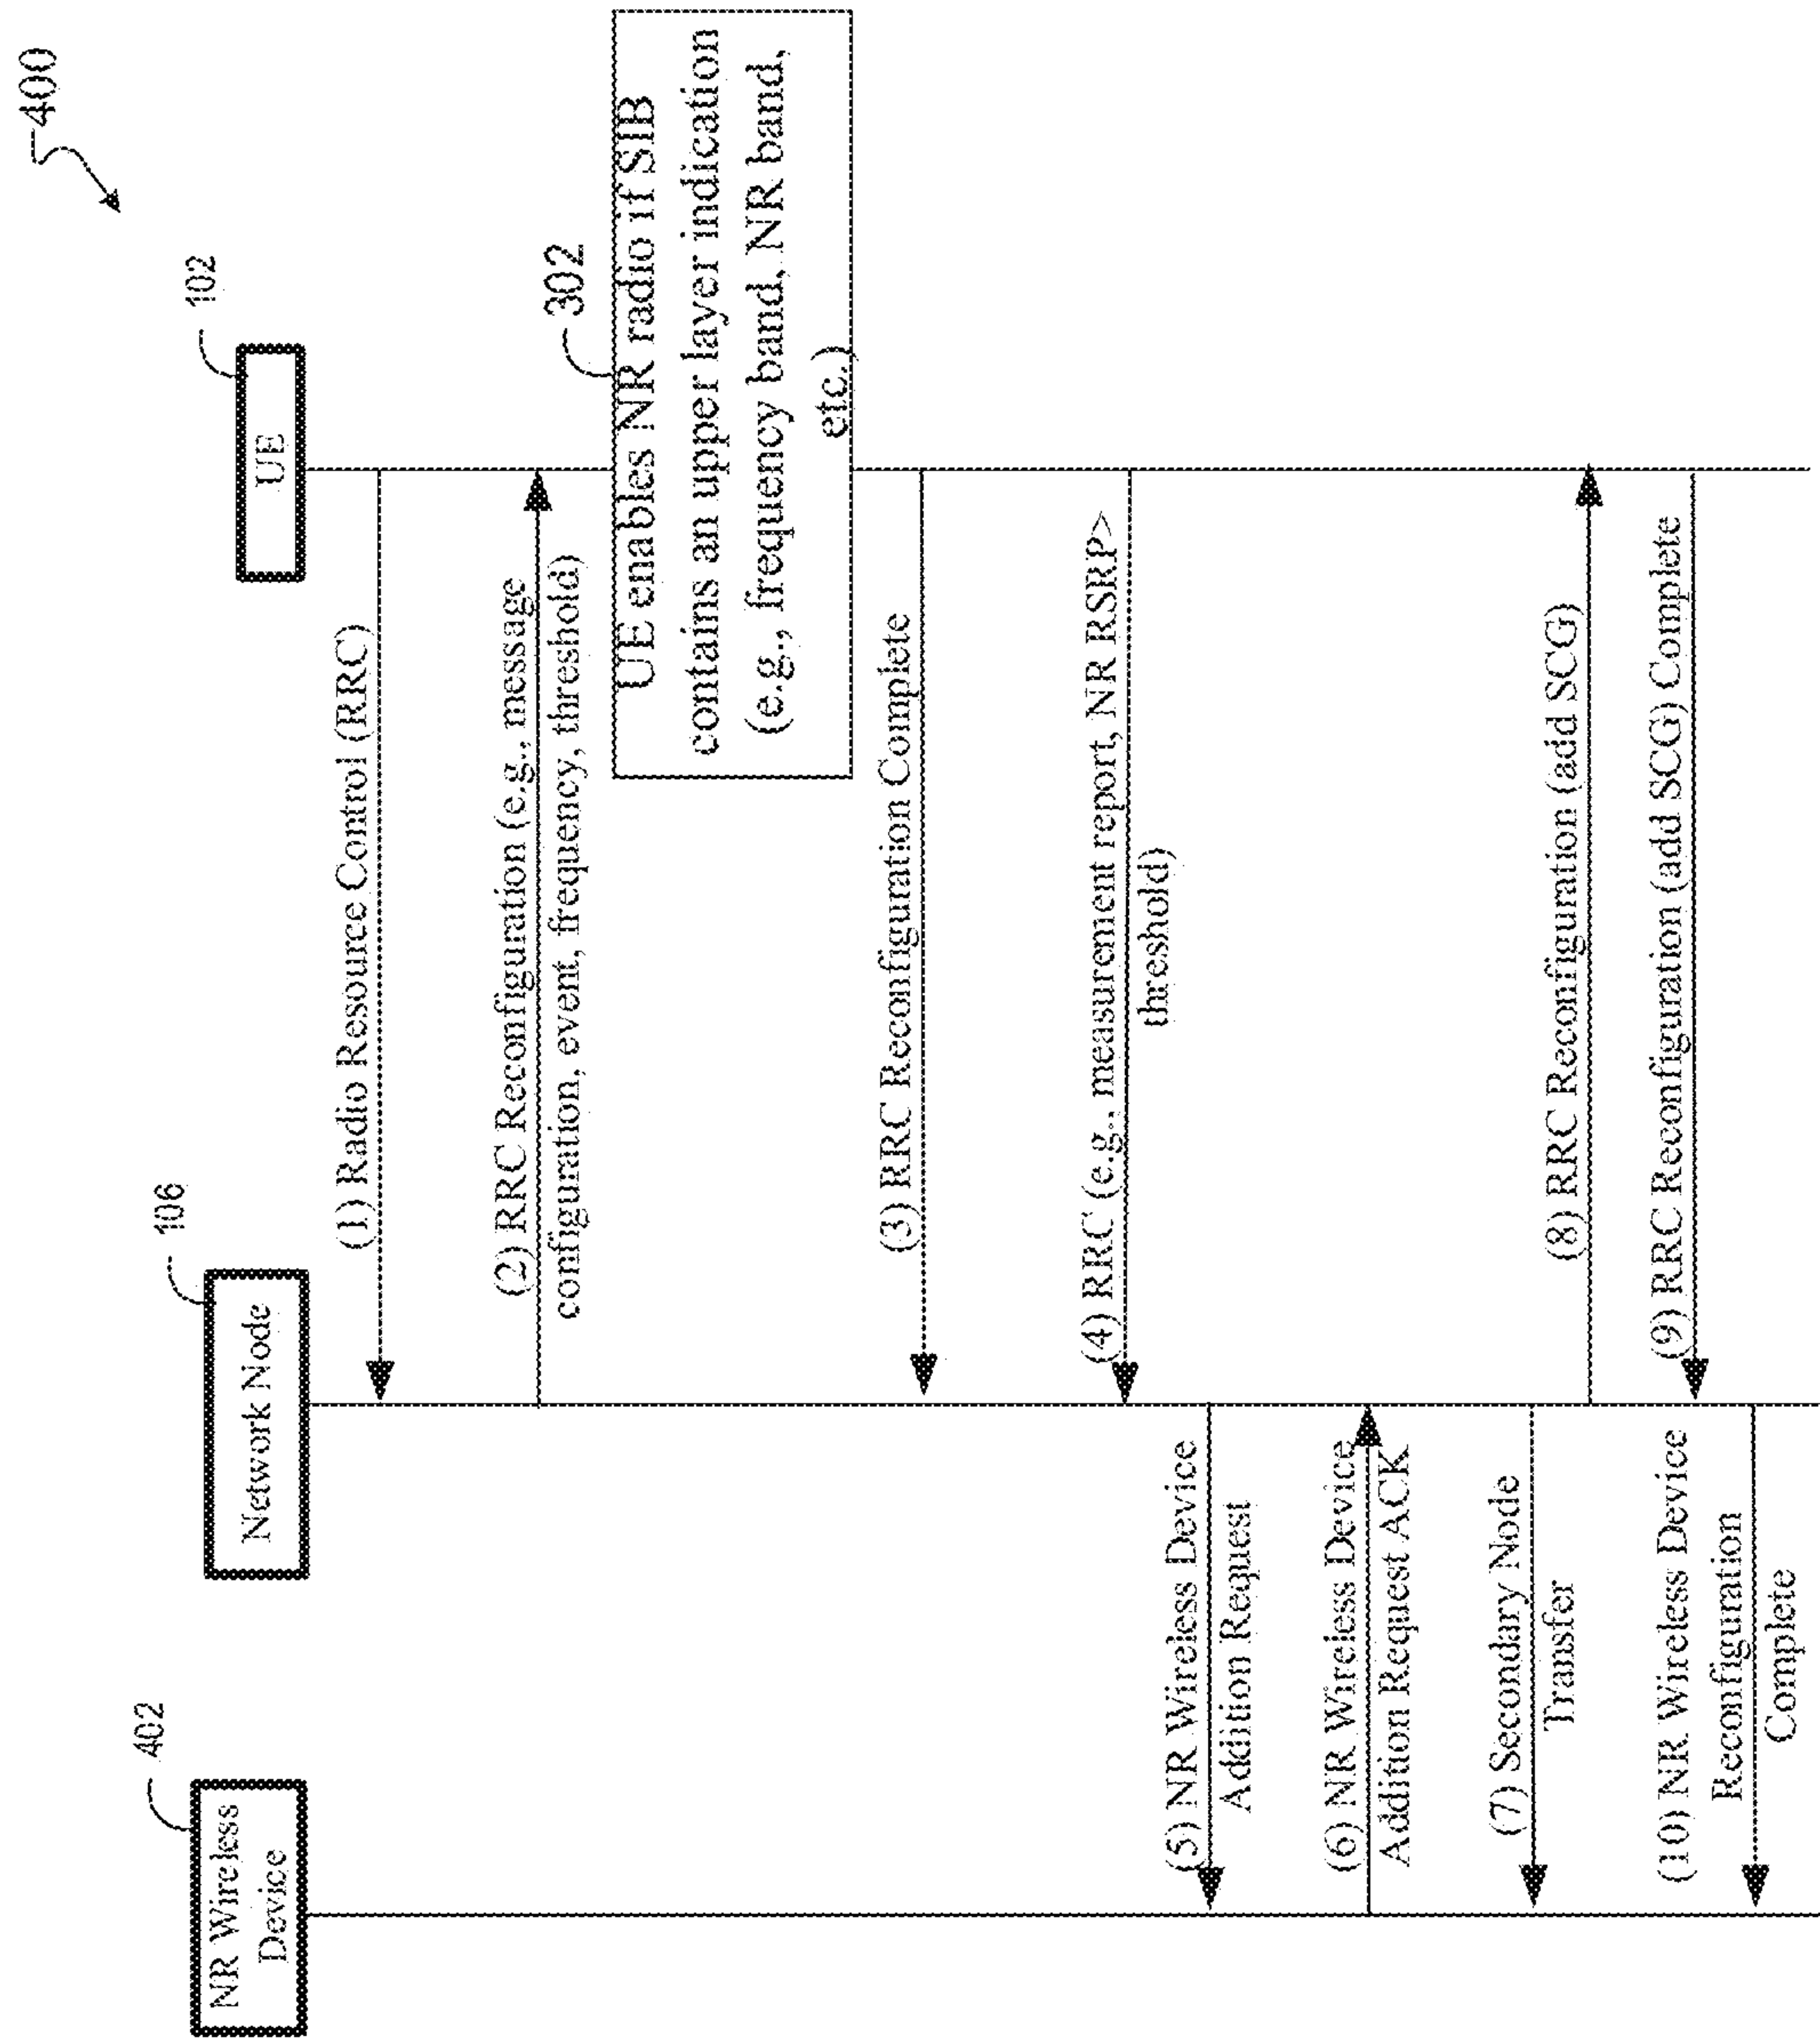 400
402
NR Wireless
Device
106
Network Node
102
UE
(1) Radio Resource Control (RRC)
(2) RRC Reconfiguration (e.g., message
configuration, event, frequency, threshold)
302
UE enables NR radio if SIB
contains an upper layer indication
(e.g., frequency band, NR band,
etc.)
(3) RRC Reconfiguration Complete
(4) RRC (e.g., measurement report, NR RSRP>
threshold)
(5) NR Wireless Device
Addition Request
(6) NR Wireless Device
Addition Request ACK
(7) Secondary Node
Transfer
(8) RRC Reconfiguration (add SCG)
(9) RRC Reconfiguration (add SCG) Complete
(10) NR Wireless Device
Reconfiguration
Complete